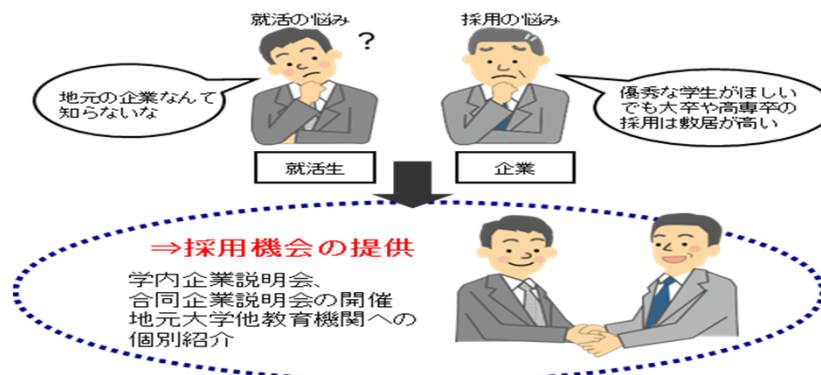 就活の悩み
採用の悩み
?
地元の企業なんて
知らないな
優秀な学生がほしい
でも大卒や高専卒の
採用は敷居が高い
就活生
企業
⇒採用機会の提供
学内企業説明会、
合同企業説明会の開催
地元大学他教育機関への
個別紹介